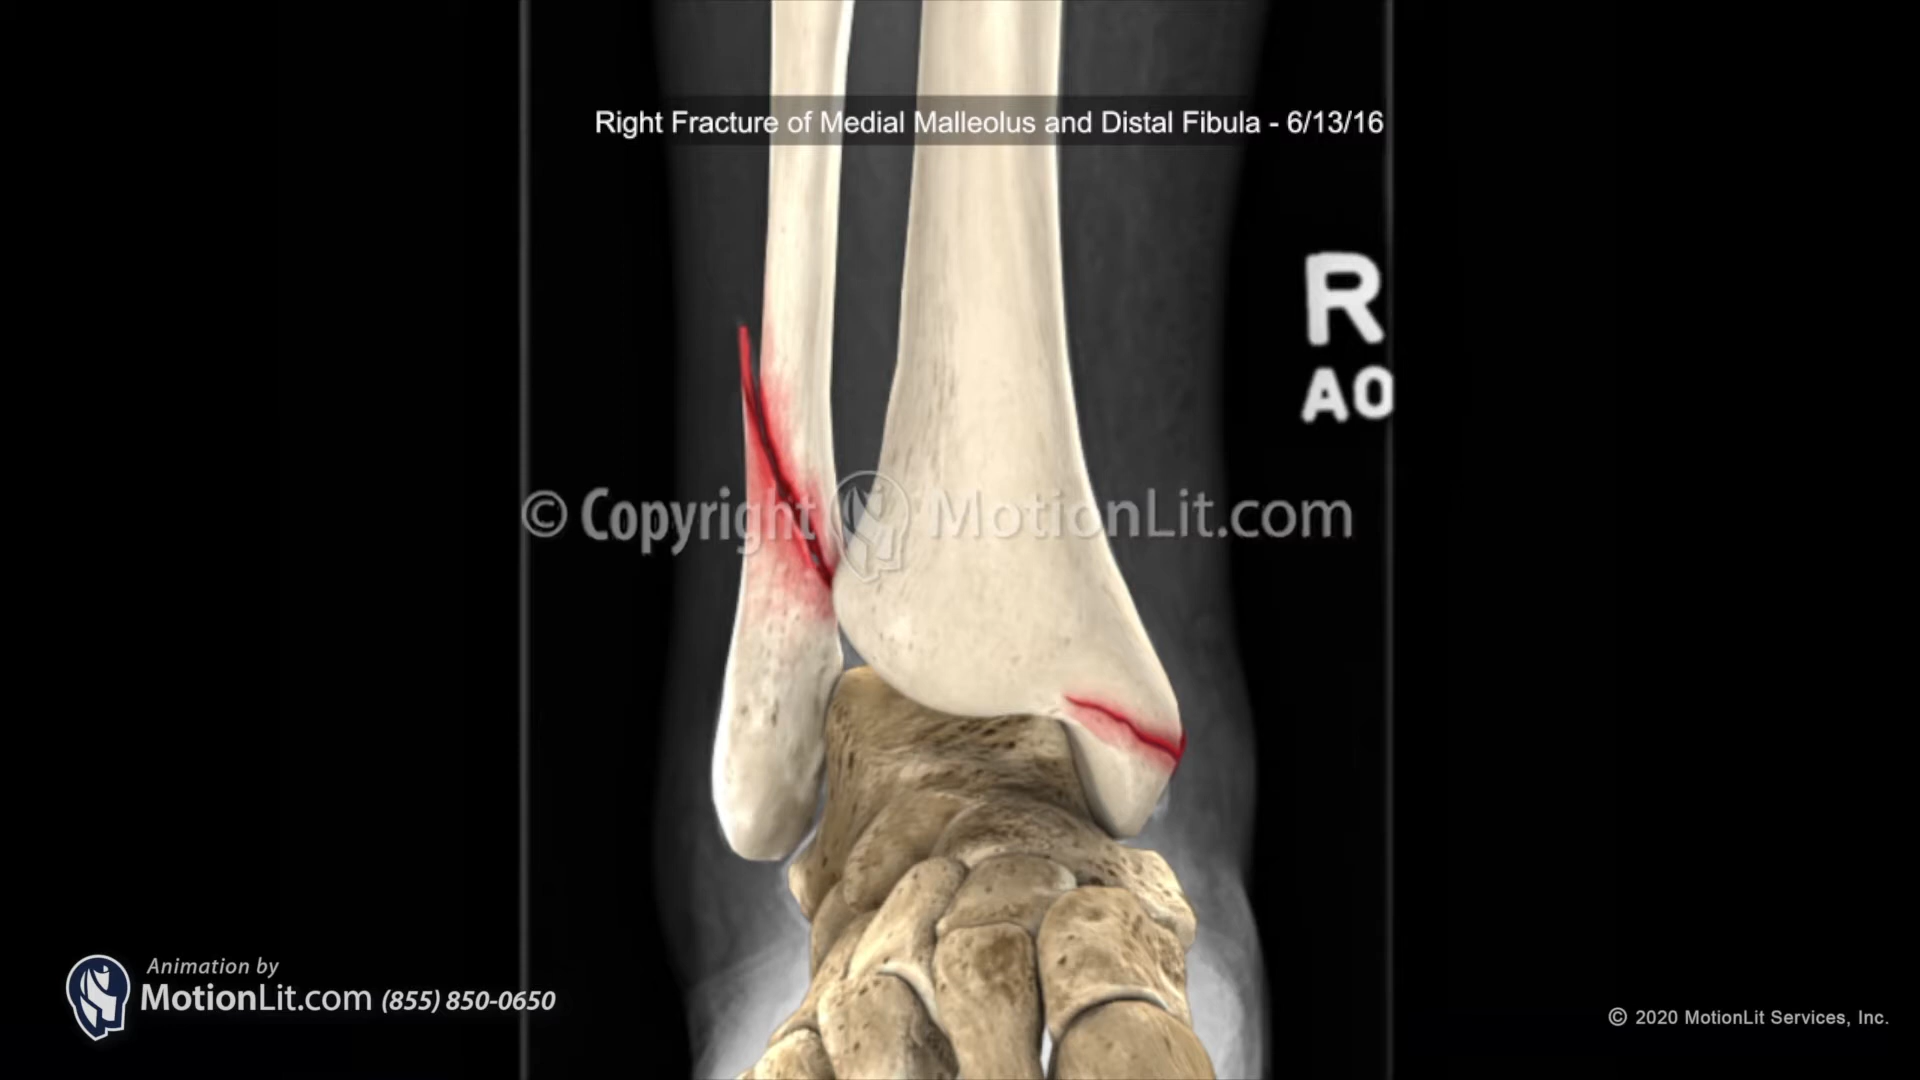 Right Fracture of Medial Malleolus and Distal Fibula - 6/13/16
R
AO
© Copyright MotionLit.com
Animation by
MotionLit.com (855) 850-0650
© 2020 MotionLit Services, Inc.